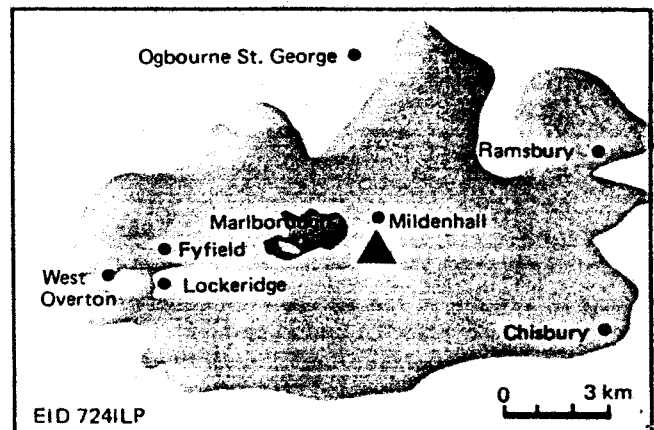 Ogbourne St. George
Ramsbury
Marlborough
Mildenhall
Fyfield
West
Overton
Lockeridge
Chisbury
0 3 km
EID 724ILP